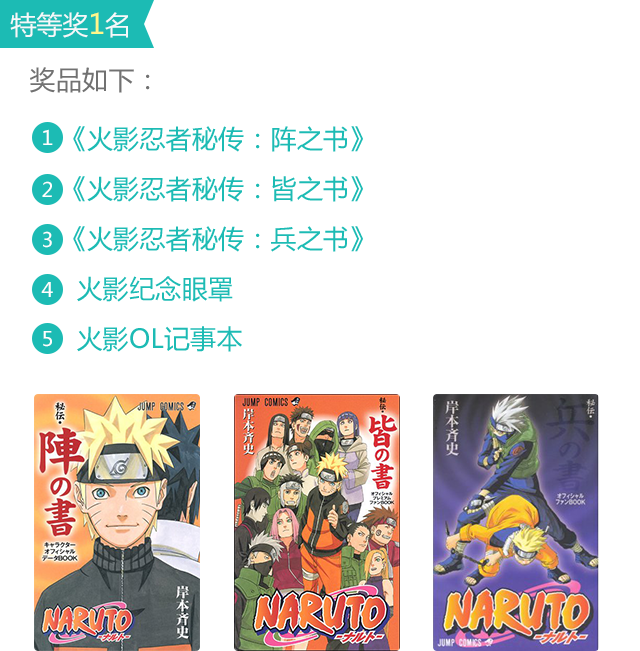 特等奖1名
奖品如下：
1《火影忍者秘传：阵之书》
2《火影忍者秘传：皆之书》
3《火影忍者秘传：兵之书》
4 火影纪念眼罩
5 火影OL记事本
JUMP COMICS
秘伝・
陣の書
キャラクター
オフィシャル
データBOOK
岸本斉史
NARUTO
-ナルト-
JUMP COMICS
岸本斉史
秘伝・
皆の書
オフィシャル
プレミアム
ファンBOOK
NARUTO
-ナルト-
岸本斉史
秘伝・
兵の書
オフィシャル
ファンBOOK
NARUTO
-ナルト-
JUMP COMICS